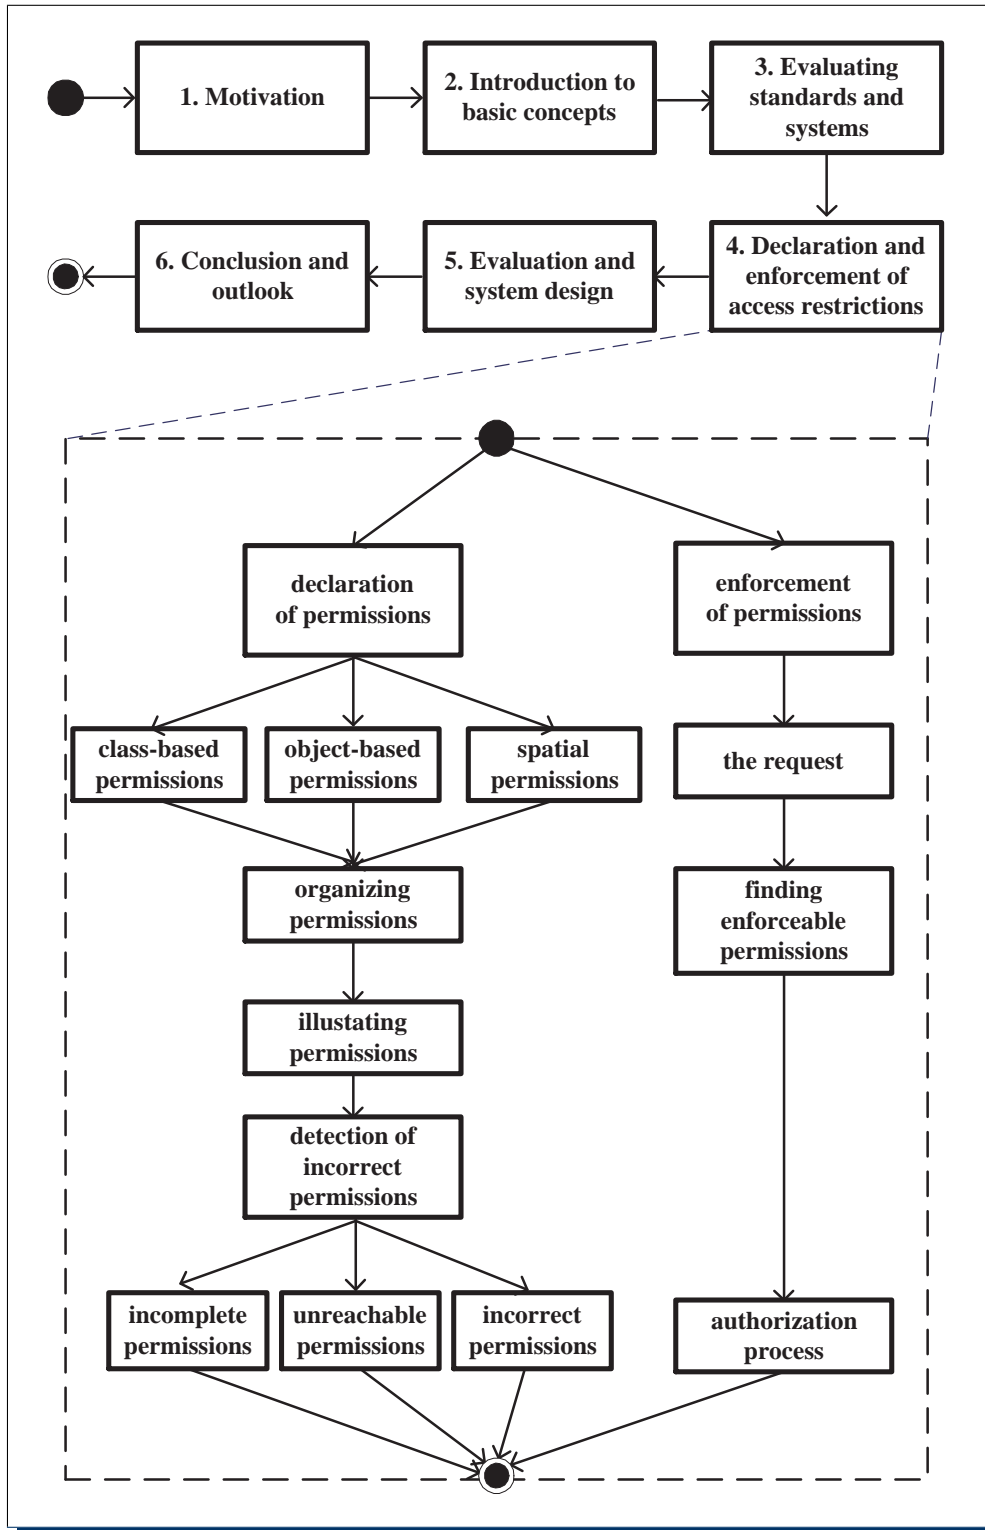 1. Motivation
2. Introduction to
basic concepts
3. Evaluating
standards and
systems
6. Conclusion and
outlook
5. Evaluation and
system design
4. Declaration and
enforcement of
access restrictions
declaration
of permissions
enforcement
of permissions
class-based
permissions
object-based
permissions
spatial
permissions
the request
organizing
permissions
finding
enforceable
permissions
illustating
permissions
detection of
incorrect
permissions
incomplete
permissions
unreachable
permissions
incorrect
permissions
authorization
process